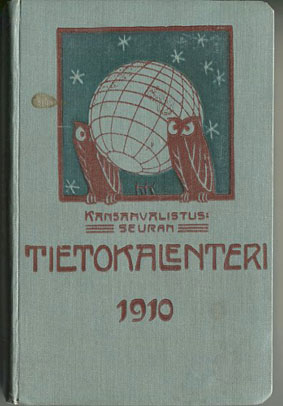 KANSANVALISTUS:
SEURAN
TIETOKALENTERI
1910